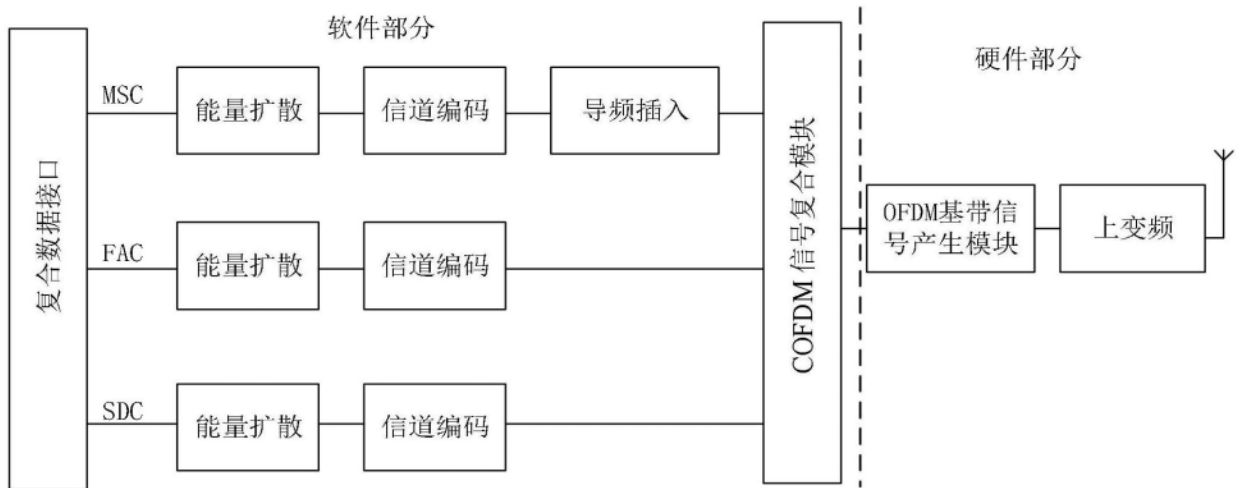 软件部分
硬件部分
复合数据接口
MSC
能量扩散
信道编码
导频插入
FAC
能量扩散
信道编码
SDC
能量扩散
信道编码
COFDM 信号复合模块
OFDM基带信
号产生模块
上变频